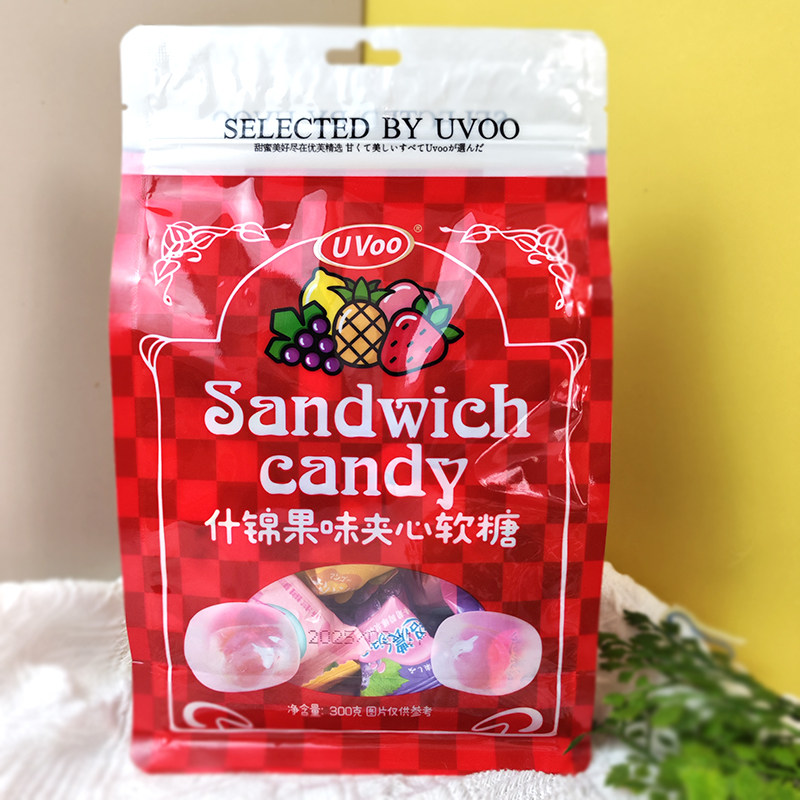 SELECTED BY UVOO
甜蜜美好尽在优芙精选 甘くて美しいすべてUvooが選んだ
UVoo®
Sandwich
candy
什锦果味夹心软糖
净含量: 300克 图片仅供参考